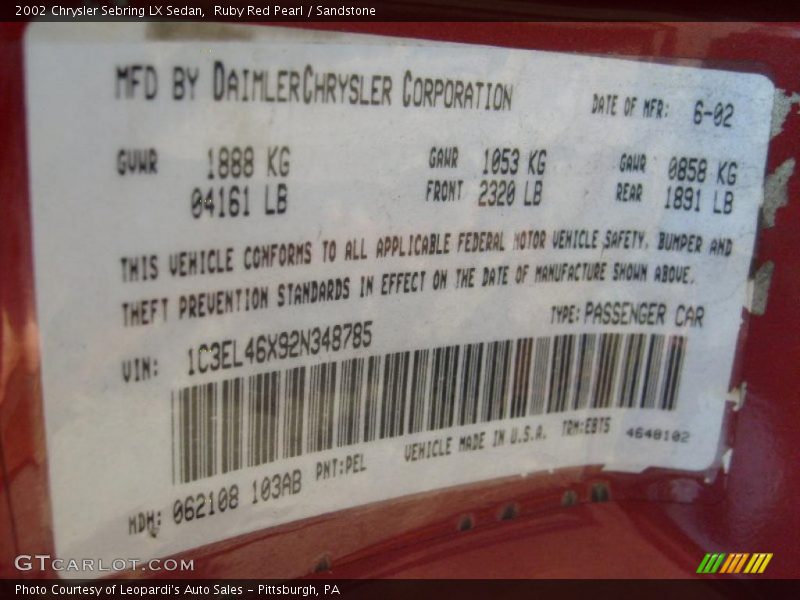 2002 Chrysler Sebring LX Sedan,  Ruby Red Pearl / Sandstone
MFD BY DAIMLERCHRYSLER CORPORATION
DATE OF MFR: 6-02
GVWR 1888 KG
04161 LB
GAWR 1053 KG
FRONT 2320 LB
GAWR 0858 KG
REAR 1891 LB
THIS VEHICLE CONFORMS TO ALL APPLICABLE FEDERAL MOTOR VEHICLE SAFETY, BUMPER AND
THEFT PREVENTION STANDARDS IN EFFECT ON THE DATE OF MANUFACTURE SHOWN ABOVE.
VIN: 1C3EL46X92N348785
TYPE: PASSENGER CAR
MDH: 062108 103AB PNT:PEL
VEHICLE MADE IN U.S.A. TRM:EBT5
4648102
GTCARLOT.COM
Photo Courtesy of Leopardi's Auto Sales - Pittsburgh, PA